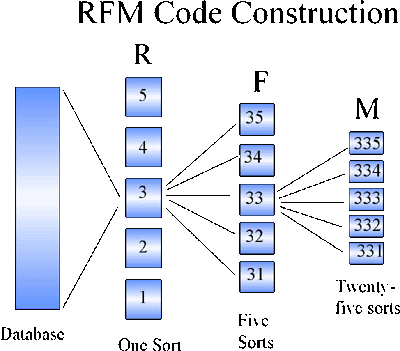 RFM Code Construction
R
F
M
5
4
3
2
1
35
34
33
32
31
335
334
333
332
331
Database
One Sort
Five
Sorts
Twenty-
five sorts